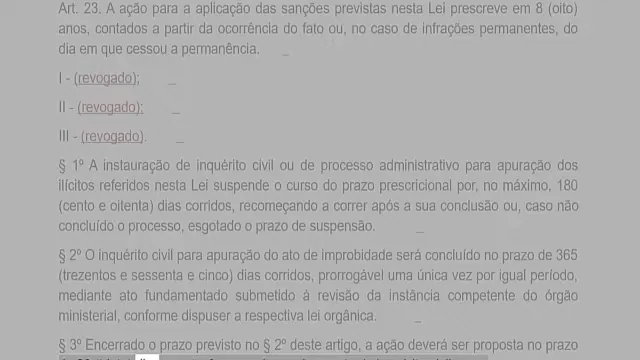 Art. 23. A ação para a aplicação das sanções previstas nesta Lei prescreve em 8 (oito)
anos, contados a partir da ocorrência do fato ou, no caso de infrações permanentes, do
dia em que cessou a permanência.
I - (revogado);
II - (revogado);
III - (revogado).
§ 1º A instauração de inquérito civil ou de processo administrativo para apuração dos
ilícitos referidos nesta Lei suspende o curso do prazo prescricional por, no máximo, 180
(cento e oitenta) dias corridos, recomeçando a correr após a sua conclusão ou, caso não
concluído o processo, esgotado o prazo de suspensão.
§ 2º O inquérito civil para apuração do ato de improbidade será concluído no prazo de 365
(trezentos e sessenta e cinco) dias corridos, prorrogável uma única vez por igual período,
mediante ato fundamentado submetido à revisão da instância competente do órgão
ministerial, conforme dispuser a respectiva lei orgânica.
§ 3º Encerrado o prazo previsto no § 2º deste artigo, a ação deverá ser proposta no prazo